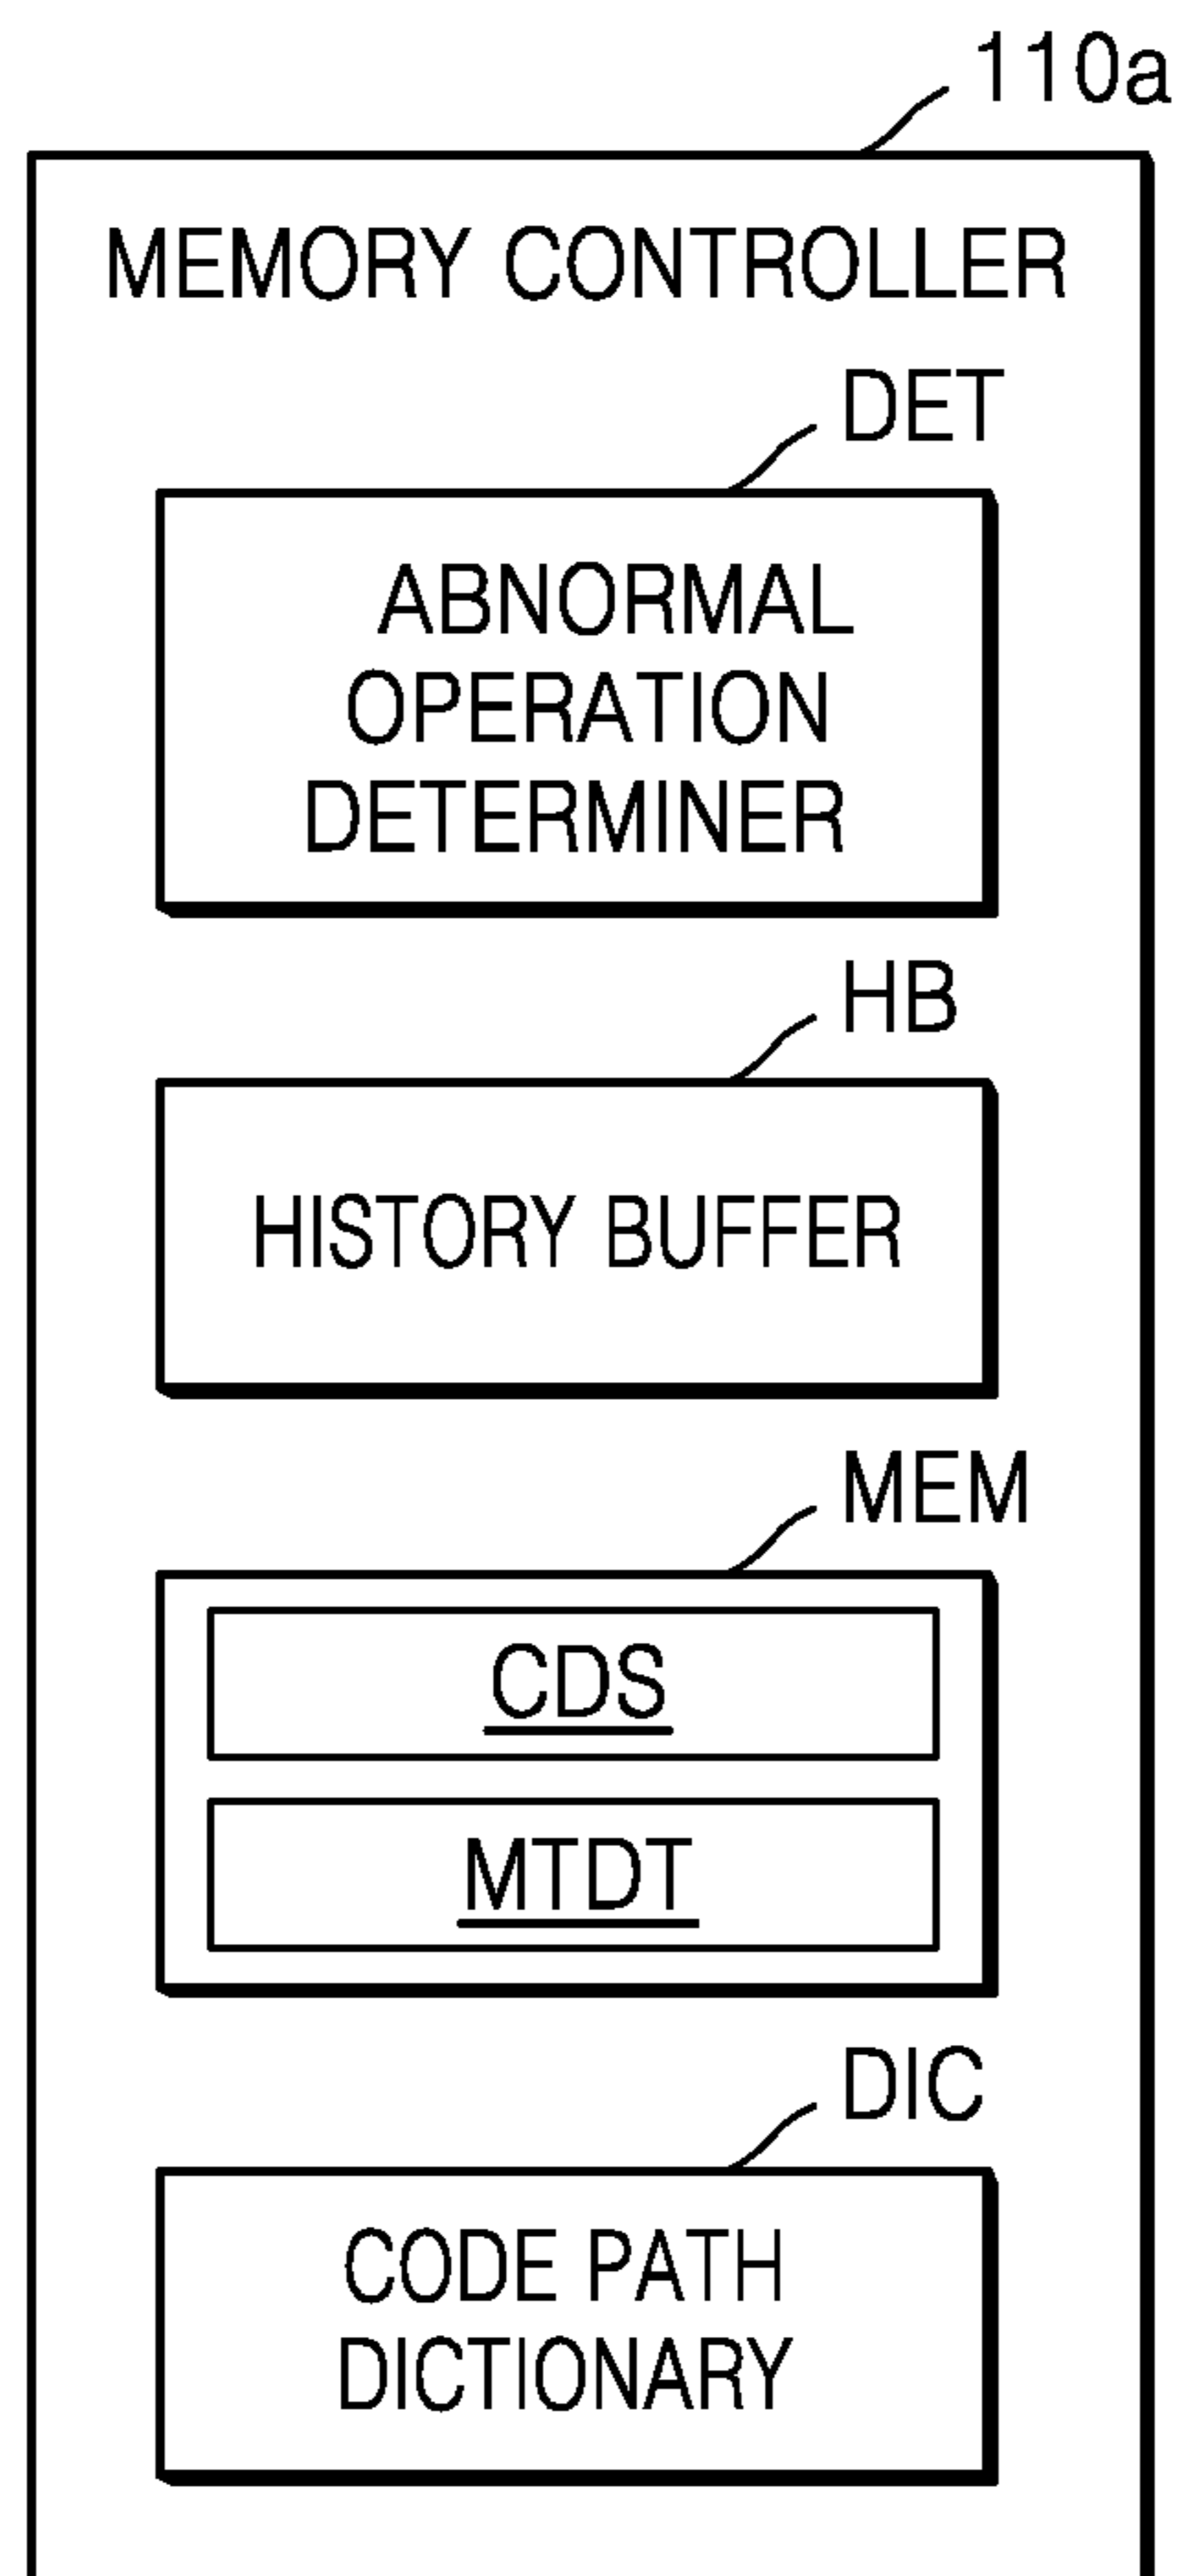 110a
MEMORY CONTROLLER
DET
ABNORMAL
OPERATION
DETERMINER
HB
HISTORY BUFFER
MEM
CDS
MTDT
DIC
CODE PATH
DICTIONARY